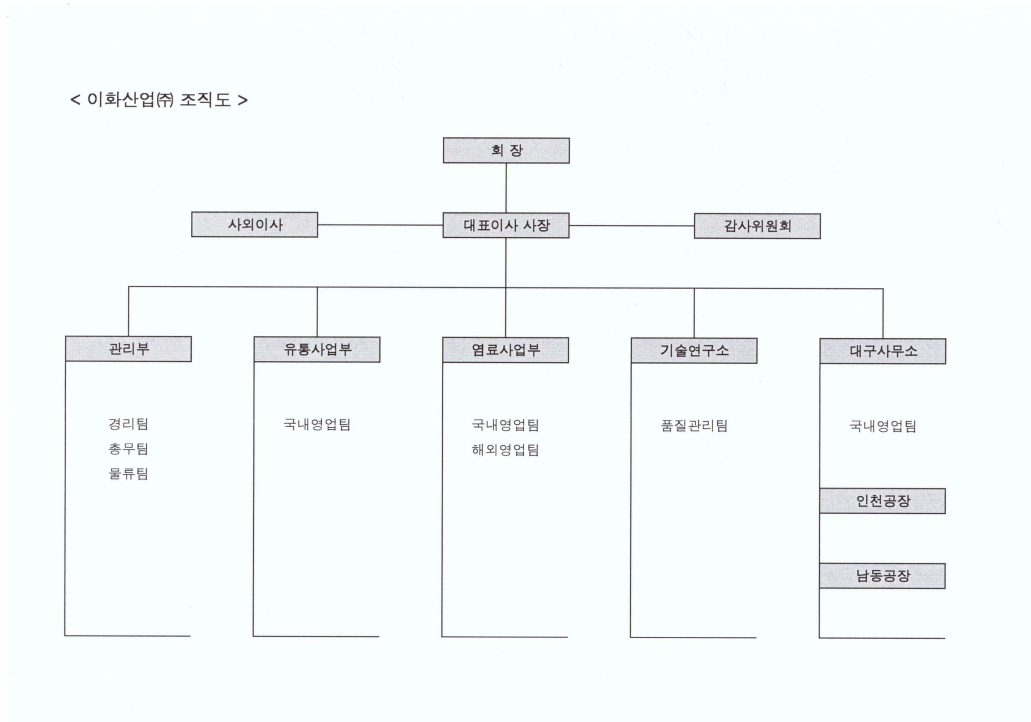 < 이화산업㈜ 조직도 >
회 장
사외이사
대표이사 사장
감사위원회
관리부
유통사업부
염료사업부
기술연구소
대구사무소
경리팀
총무팀
물류팀
국내영업팀
국내영업팀
해외영업팀
품질관리팀
국내영업팀
인천공장
남동공장